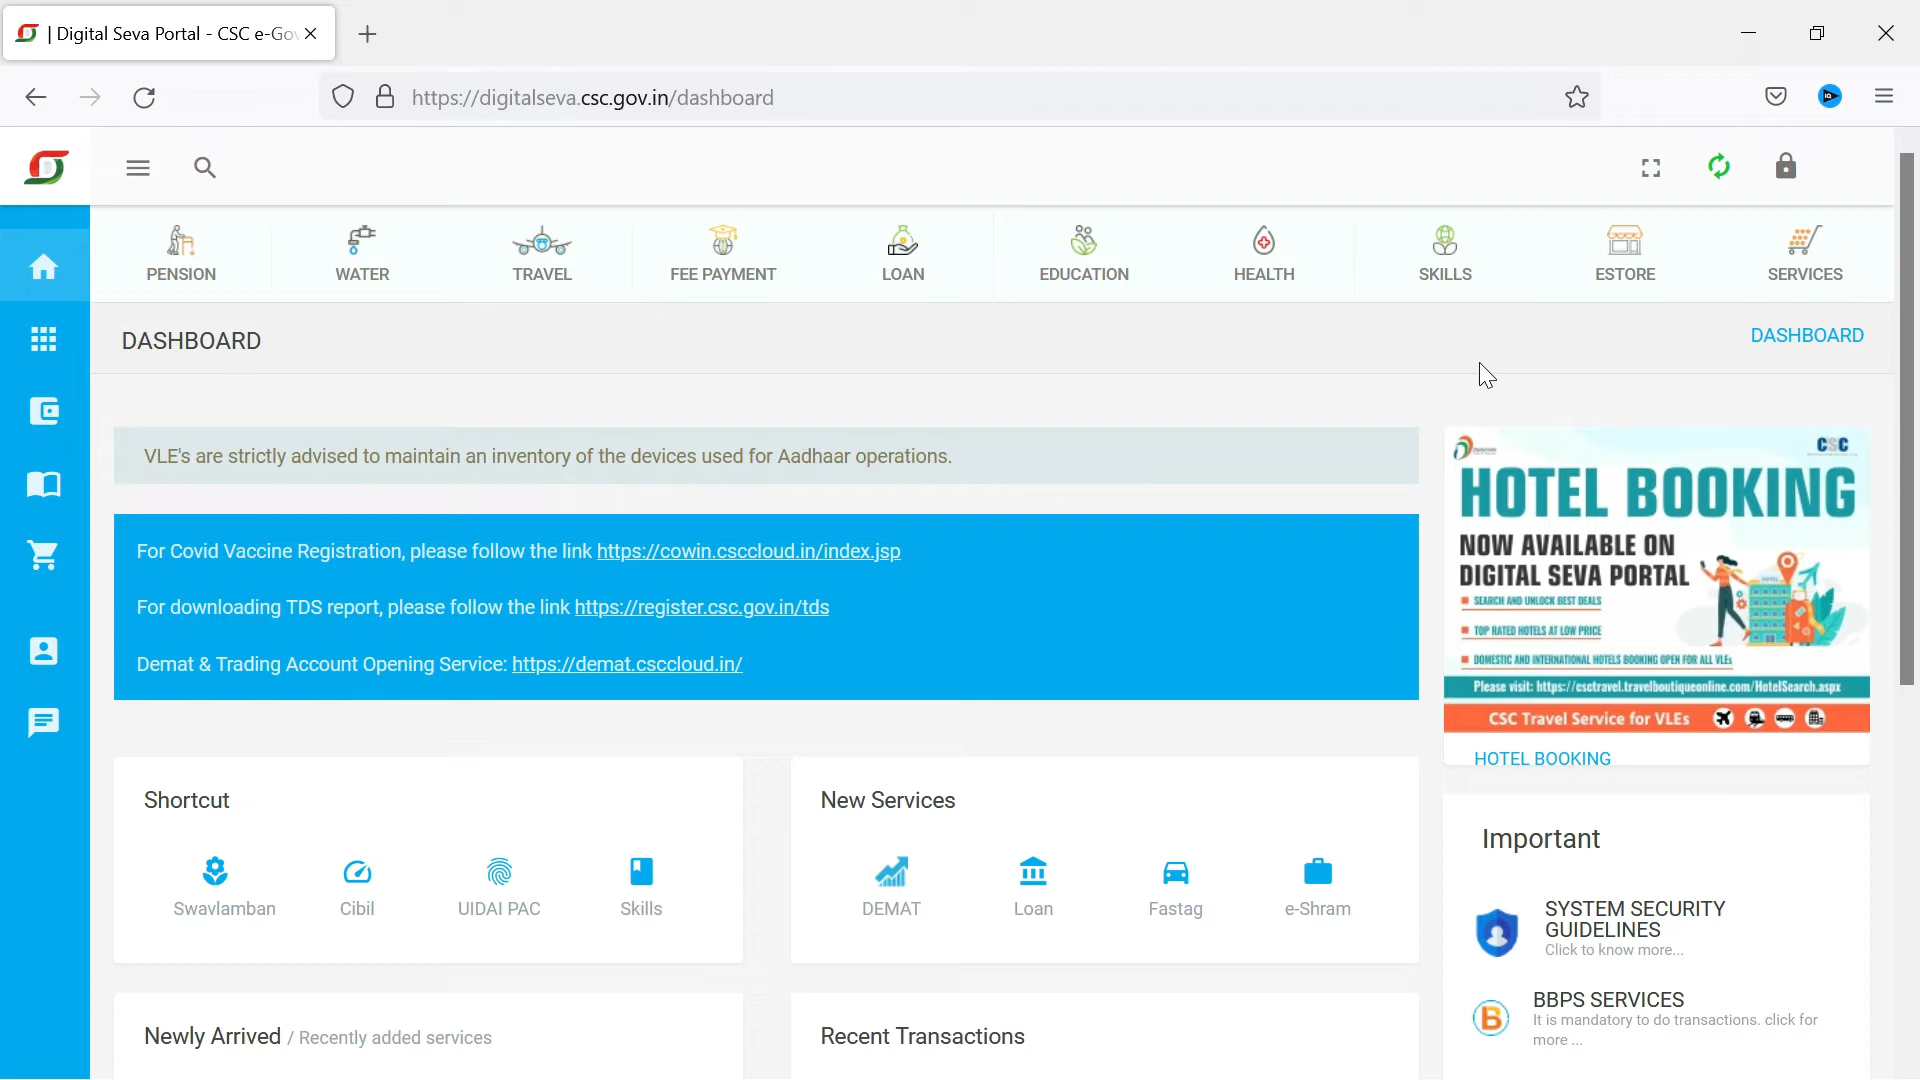 | Digital Seva Portal - CSC e-Gov
https://digitalseva.csc.gov.in/dashboard
PENSION
WATER
TRAVEL
FEE PAYMENT
LOAN
EDUCATION
HEALTH
SKILLS
ESTORE
SERVICES
DASHBOARD
DASHBOARD
VLE's are strictly advised to maintain an inventory of the devices used for Aadhaar operations.
For Covid Vaccine Registration, please follow the link https://cowin.csccloud.in/index.jsp
For downloading TDS report, please follow the link https://register.csc.gov.in/tds
Demat & Trading Account Opening Service: https://demat.csccloud.in/
CSC
HOTEL BOOKING
NOW AVAILABLE ON
DIGITAL SEVA PORTAL
SEARCH AND UNLOCK BEST DEALS
TOP RATED HOTELS AT LOW PRICE
DOMESTIC AND INTERNATIONAL HOTELS BOOKING OPEN FOR ALL VLEs
Please visit: https://csctravel.travelboutiqueonline.com/HotelSearch.aspx
CSC Travel Service for VLEs
HOTEL BOOKING
Shortcut
Swavlamban
Cibil
UIDAI PAC
Skills
New Services
DEMAT
Loan
Fastag
e-Shram
Important
SYSTEM SECURITY
GUIDELINES
Click to know more...
BBPS SERVICES
It is mandatory to do transactions. click for
more ...
Newly Arrived / Recently added services
Recent Transactions